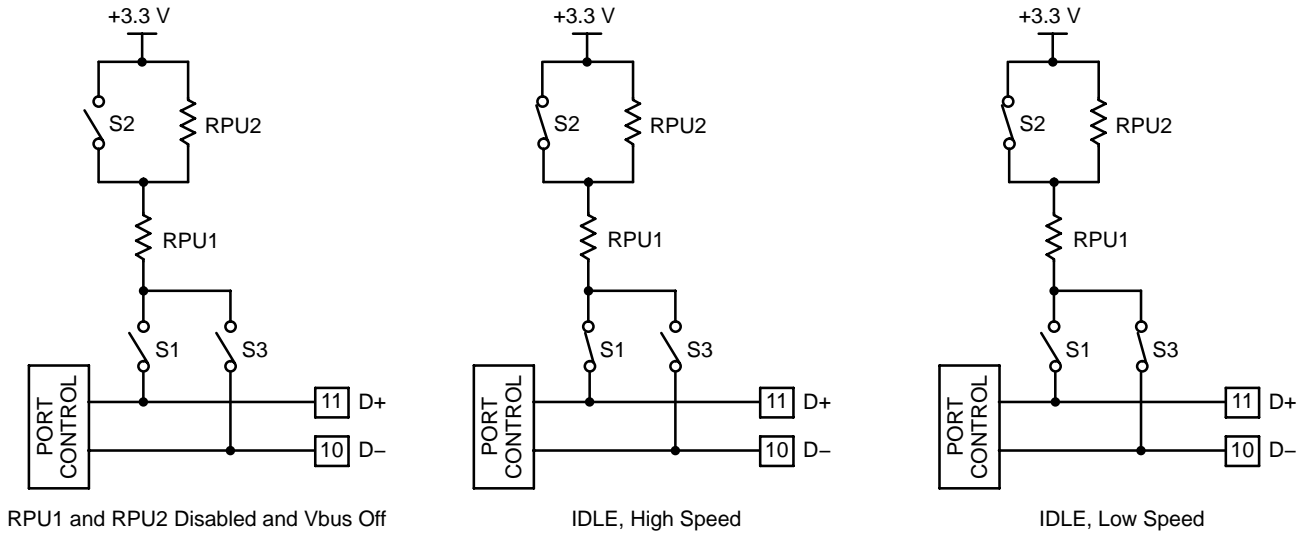 +3.3 V
S2
RPU2
RPU1
S1
S3
PORT
CONTROL
11 D+
10 D−
RPU1 and RPU2 Disabled and Vbus Off
+3.3 V
S2
RPU2
RPU1
S1
S3
PORT
CONTROL
11 D+
10 D−
IDLE, High Speed
+3.3 V
S2
RPU2
RPU1
S1
S3
PORT
CONTROL
11 D+
10 D−
IDLE, Low Speed